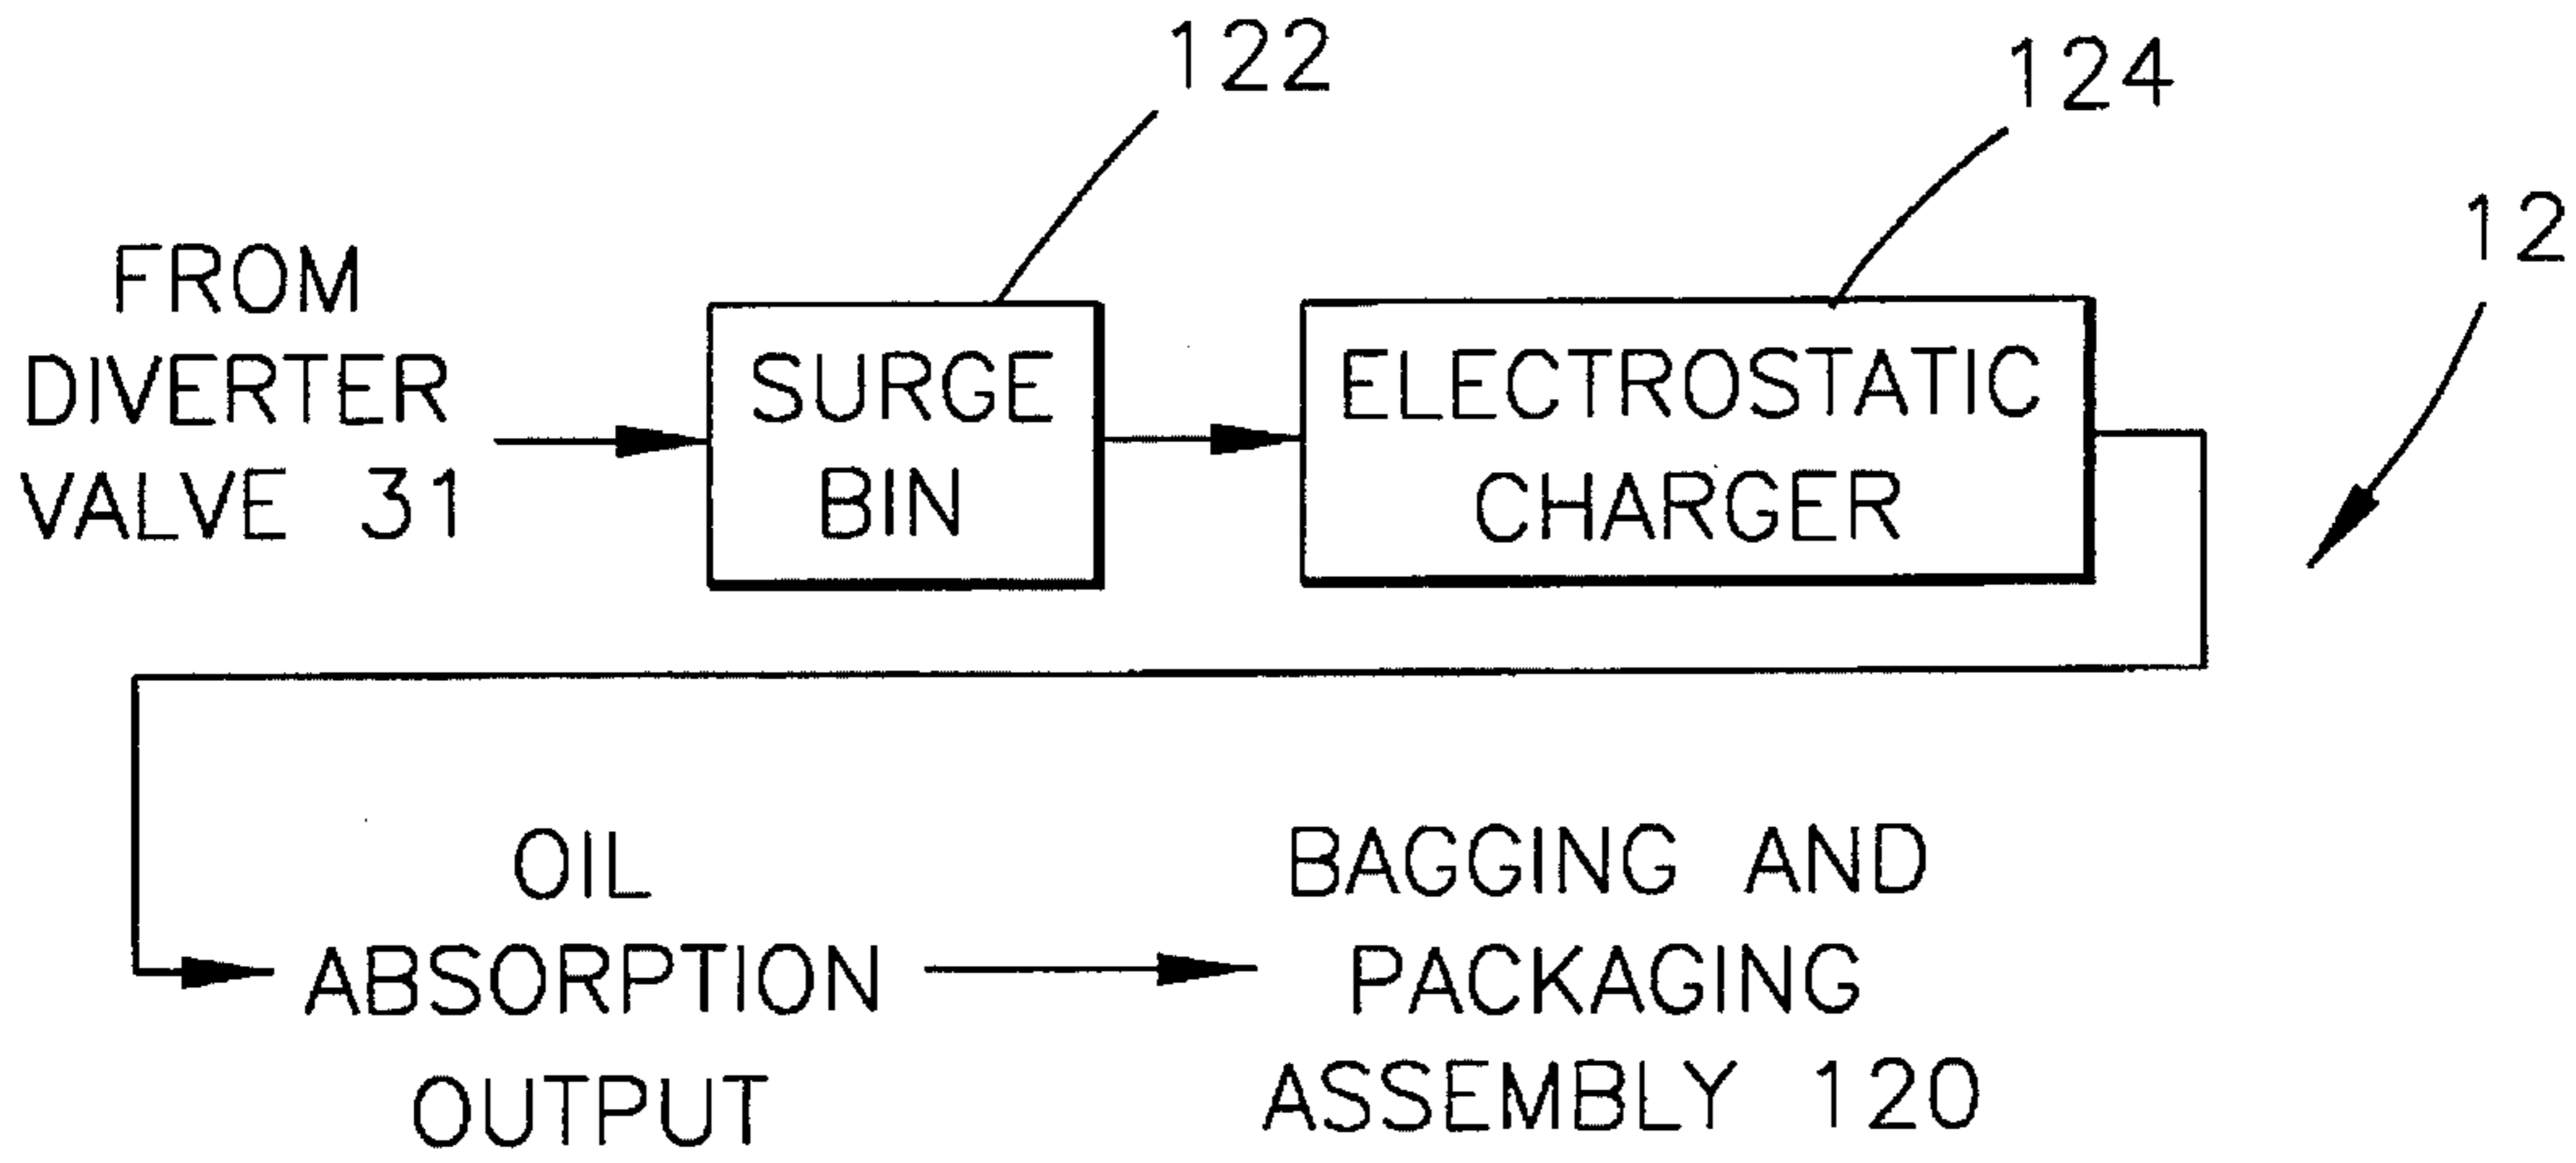 122
124
12
FROM
DIVERTER
VALVE 31
SURGE
BIN
ELECTROSTATIC
CHARGER
OIL
ABSORPTION
OUTPUT
BAGGING AND
PACKAGING
ASSEMBLY 120